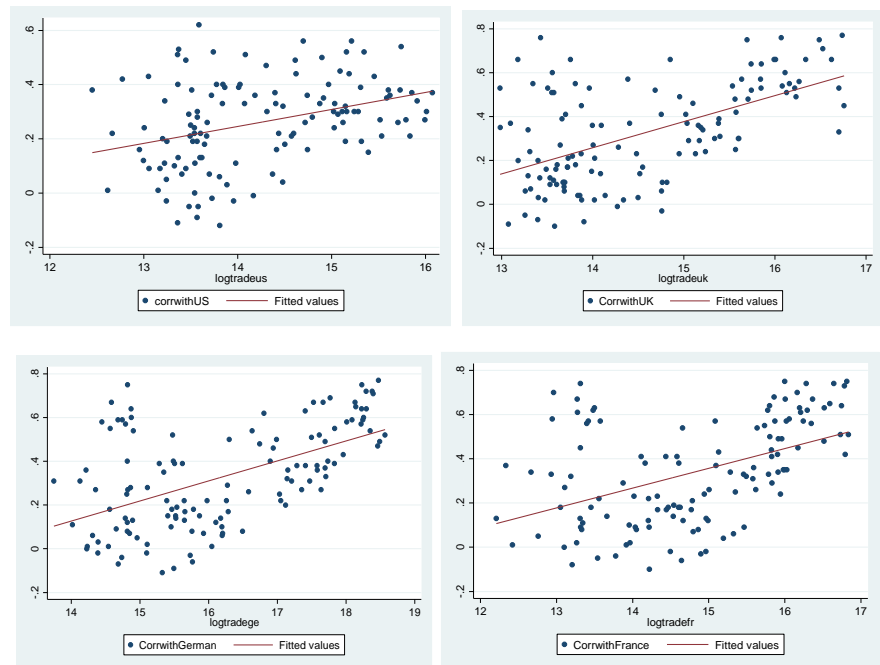 .6
.4
.2
0
-.2
12 13 14 15 16
logtradeus
corrwithUS Fitted values
.8
.6
.4
.2
0
-.2
13 14 15 16 17
logtradeuk
CorrwithUK Fitted values
.8
.6
.4
.2
0
-.2
14 15 16 17 18 19
logtradege
CorrwithGerman Fitted values
.8
.6
.4
.2
0
-.2
12 13 14 15 16 17
logtradefr
CorrwithFrance Fitted values